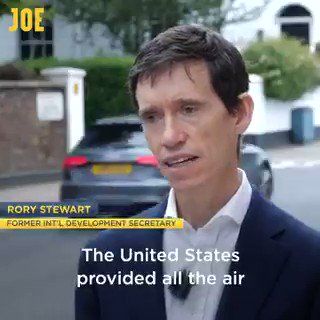 JOE
RORY STEWART
FORMER INT'L DEVELOPMENT SECRETARY
The United States
provided all the air